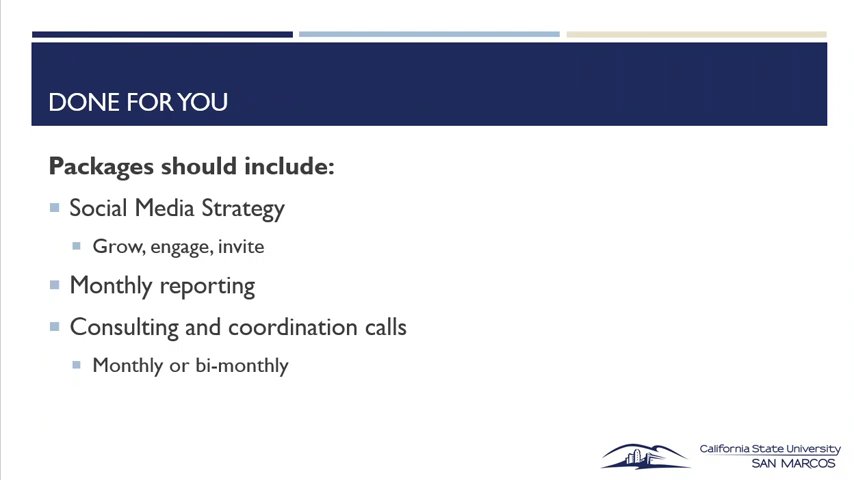 DONE FOR YOU
Packages should include:
Social Media Strategy
Grow, engage, invite
Monthly reporting
Consulting and coordination calls
Monthly or bi-monthly
California State University
SAN MARCOS